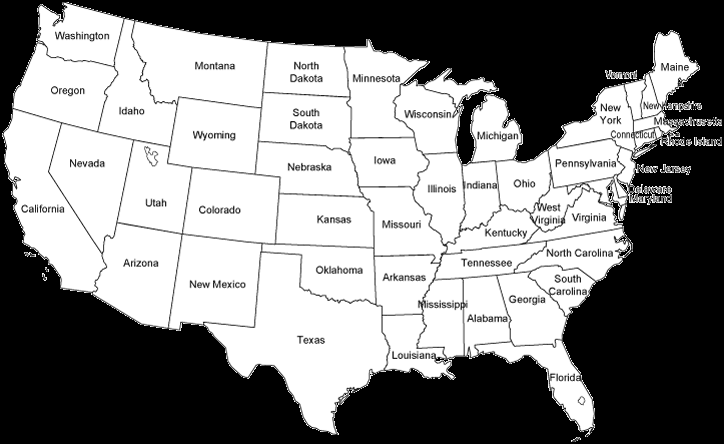 Washington
Montana
North
Dakota
Minnesota
Maine
Vermont
Oregon
Idaho
South
Dakota
Wisconsin
New
York
New Hampshire
Massachusetts
Wyoming
Michigan
Connecticut
Rhode Island
Nevada
Nebraska
Iowa
Pennsylvania
New Jersey
Utah
Colorado
Illinois
Indiana
Ohio
Delaware
Maryland
California
Kansas
Missouri
West
Virginia
Virginia
Kentucky
Arizona
New Mexico
Oklahoma
Arkansas
Tennessee
North Carolina
South
Carolina
Texas
Mississippi
Alabama
Georgia
Louisiana
Florida